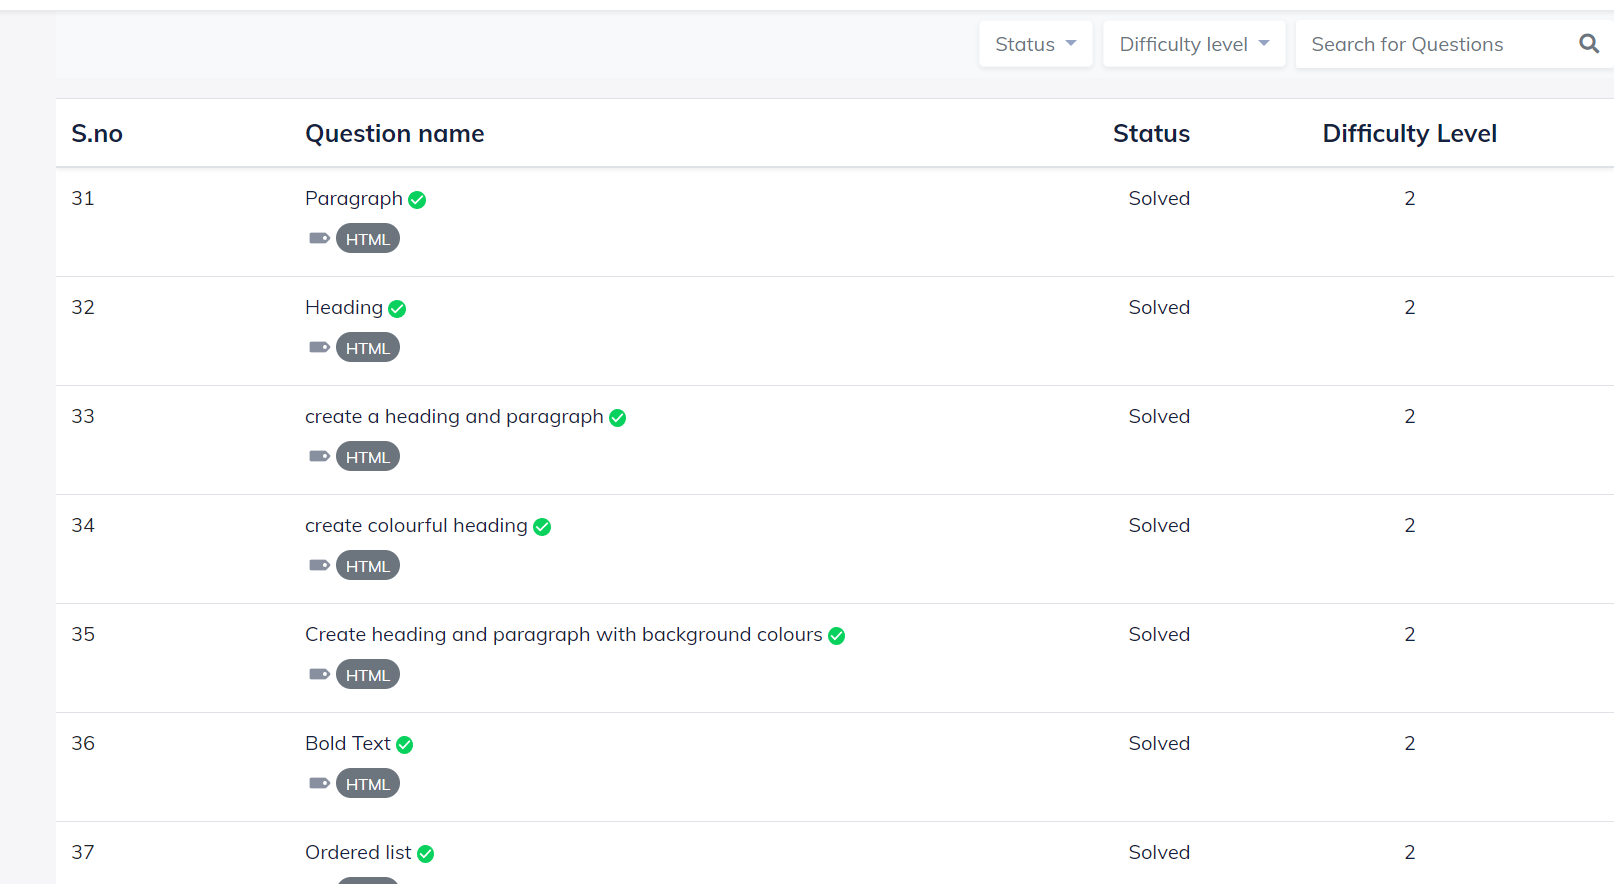 Status Difficulty level Search for Questions
S.no Question name Status Difficulty Level
31 Paragraph Solved 2
HTML
32 Heading Solved 2
HTML
33 create a heading and paragraph Solved 2
HTML
34 create colourful heading Solved 2
HTML
35 Create heading and paragraph with background colours Solved 2
HTML
36 Bold Text Solved 2
HTML
37 Ordered list Solved 2